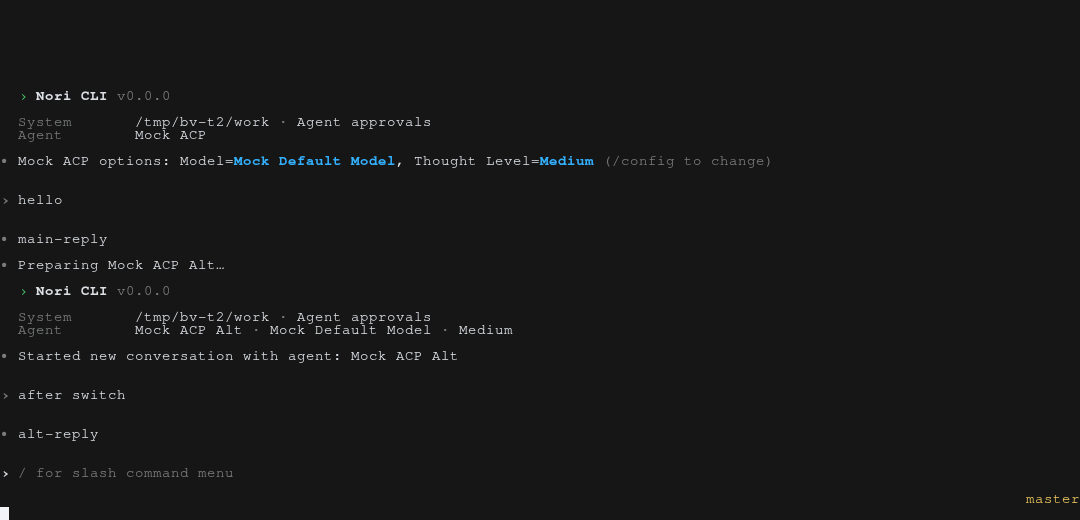 › Nori CLI v0.0.0
System /tmp/bv-t2/work · Agent approvals
Agent Mock ACP
• Mock ACP options: Model=Mock Default Model, Thought Level=Medium (/config to change)
› hello
• main-reply
• Preparing Mock ACP Alt…
› Nori CLI v0.0.0
System /tmp/bv-t2/work · Agent approvals
Agent Mock ACP Alt · Mock Default Model · Medium
• Started new conversation with agent: Mock ACP Alt
› after switch
• alt-reply
› / for slash command menu
master